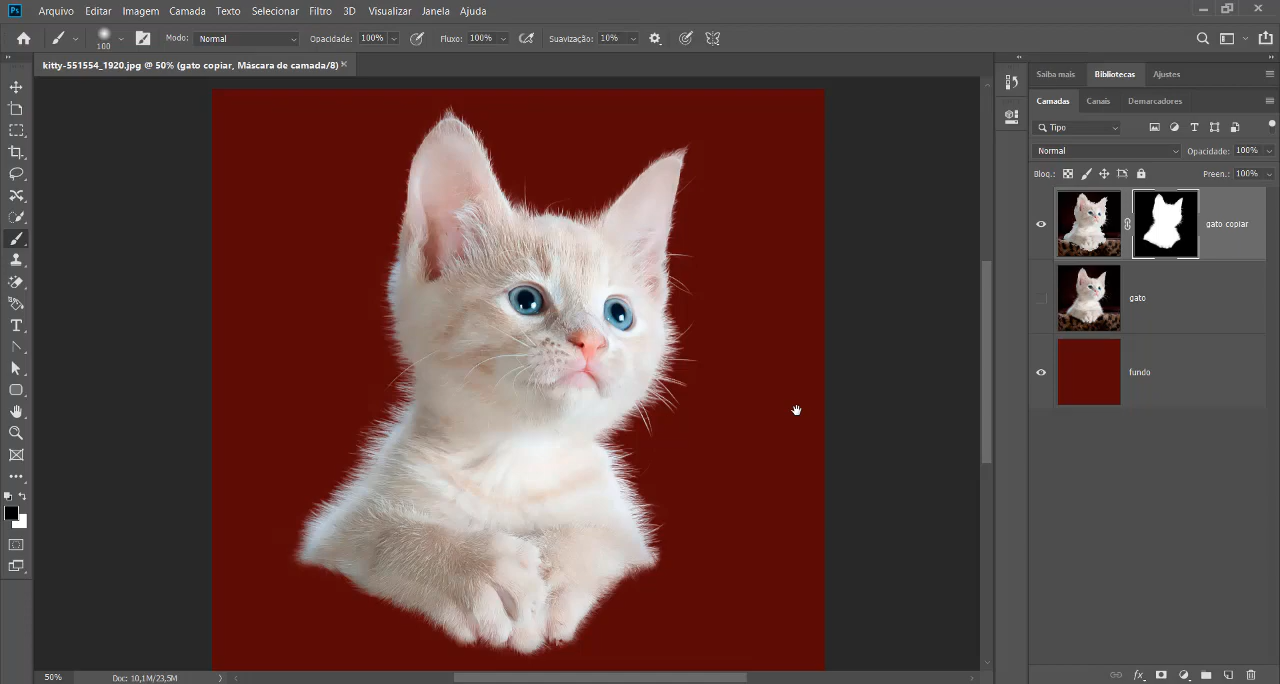 Ps Arquivo Editar Imagem Camada Texto Selecionar Filtro 3D Visualizar Janela Ajuda
100 Modo: Normal Opacidade: 100% Fluxo: 100% Suavização: 10%
kitty-551554_1920.jpg @ 50% (gato copiar, Máscara de camada/8)
Saiba mais Bibliotecas Ajustes
Camadas Canais Demarcadores
Tipo
Normal Opacidade: 100%
Bloq.: Preen.: 100%
gato copiar
gato
fundo
50% Doc: 10,1M/23,5M